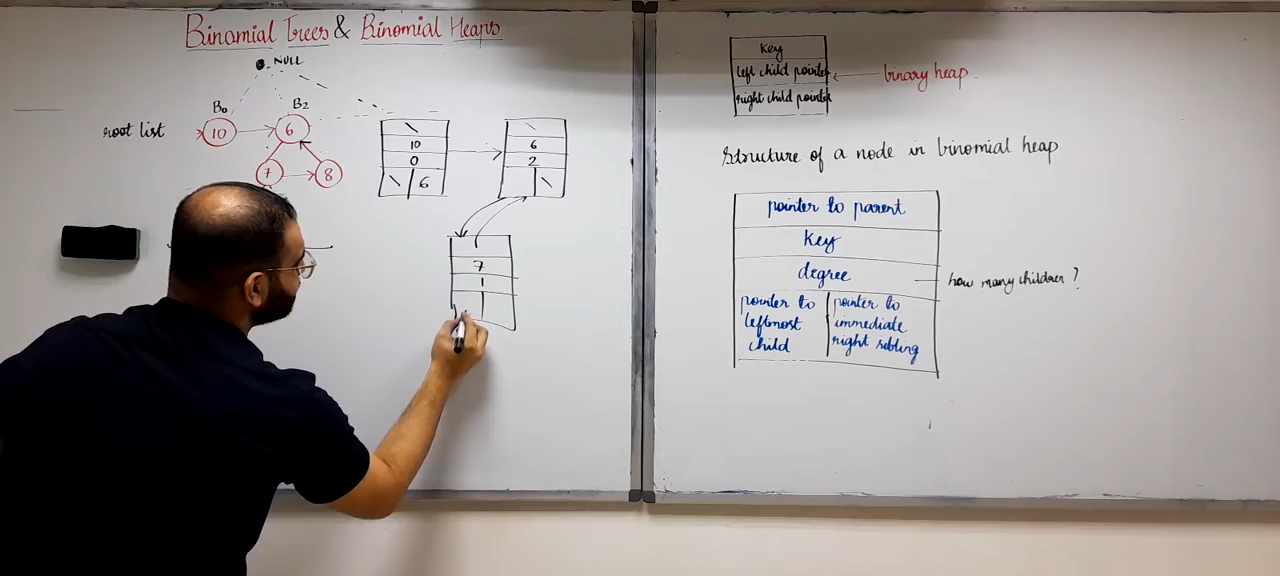 Binomial Trees & Binomial Heaps
NULL
B0
B2
root list
10
6
7
8
\
10
0
\
6
\
6
2
\
7
1
key
left child pointer
right child pointer
binary heap.
Structure of a node in binomial heap
pointer to parent
key
degree
how many children?
pointer to
leftmost
child
pointer to
immediate
right sibling